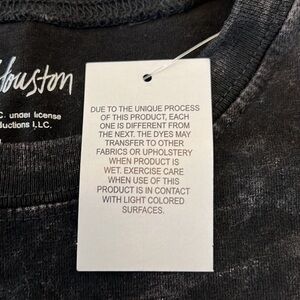 Houston
C. under license
ductions LLC.
DUE TO THE UNIQUE PROCESS
OF THIS PRODUCT, EACH
ONE IS DIFFERENT FROM
THE NEXT. THE DYES MAY
TRANSFER TO OTHER
FABRICS OR UPHOLSTERY
WHEN PRODUCT IS
WET. EXERCISE CARE
WHEN USE OF THIS
PRODUCT IS IN CONTACT
WITH LIGHT COLORED
SURFACES.